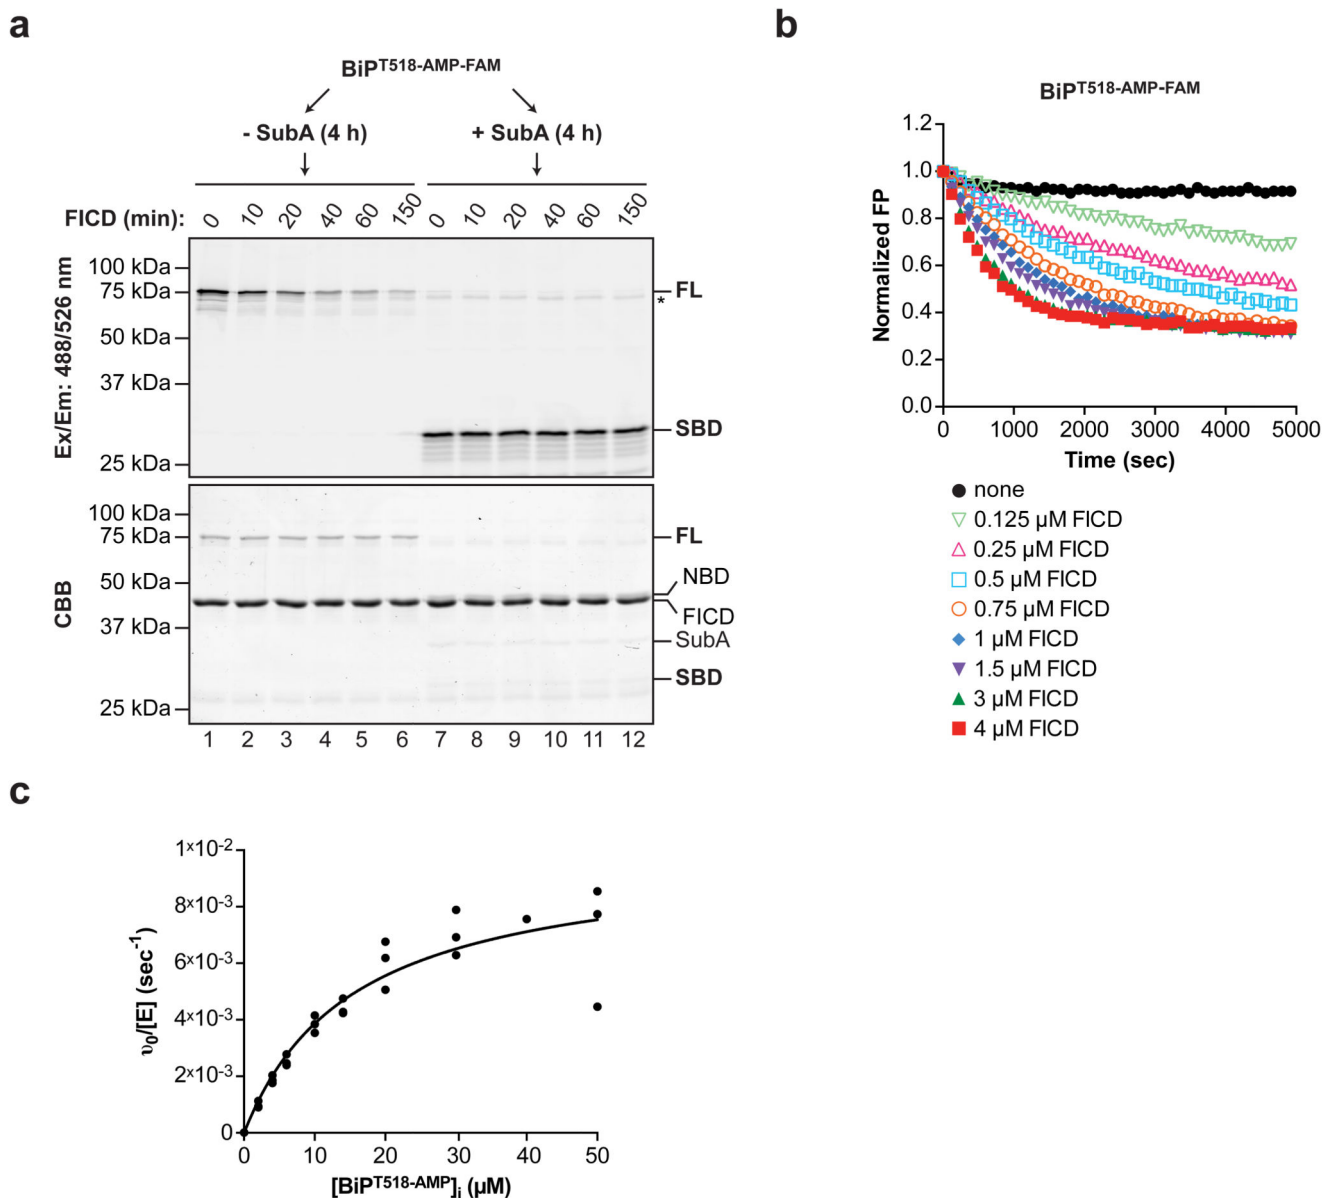 a
BiP^T518-AMP-FAM
- SubA (4 h) + SubA (4 h)
FICD (min): 0 10 20 40 60 150 0 10 20 40 60 150
Ex/Em: 488/526 nm
100 kDa
75 kDa
50 kDa
37 kDa
25 kDa
FL
*
SBD
CBB
100 kDa
75 kDa
50 kDa
37 kDa
25 kDa
FL
NBD
FICD
SubA
SBD
1 2 3 4 5 6 7 8 9 10 11 12
b
BiP^T518-AMP-FAM
Normalized FP
1.2
1.0
0.8
0.6
0.4
0.2
0.0
0 1000 2000 3000 4000 5000
Time (sec)
none
0.125 µM FICD
0.25 µM FICD
0.5 µM FICD
0.75 µM FICD
1 µM FICD
1.5 µM FICD
3 µM FICD
4 µM FICD
c
υ₀/[E] (sec⁻¹)
1×10⁻²
8×10⁻³
6×10⁻³
4×10⁻³
2×10⁻³
0
0 10 20 30 40 50
[BiP^T518-AMP]ᵢ (µM)